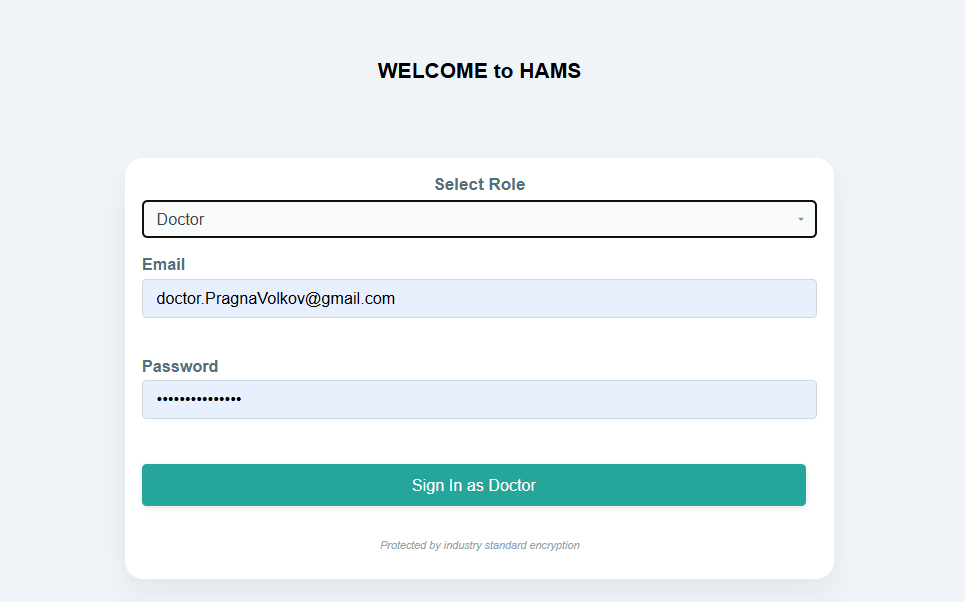 WELCOME to HAMS
Select Role
Doctor
Email
doctor.PragnaVolkov@gmail.com
Password
•••••••••••••••
Sign In as Doctor
Protected by industry standard encryption